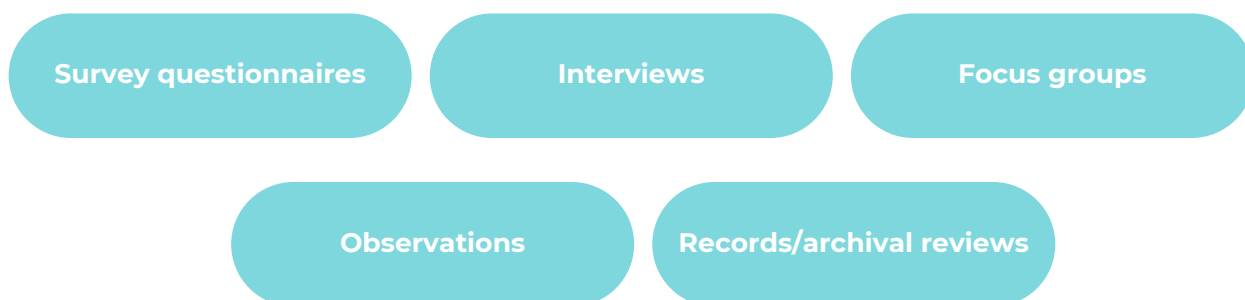 Survey questionnaires
Interviews
Focus groups
Observations
Records/archival reviews